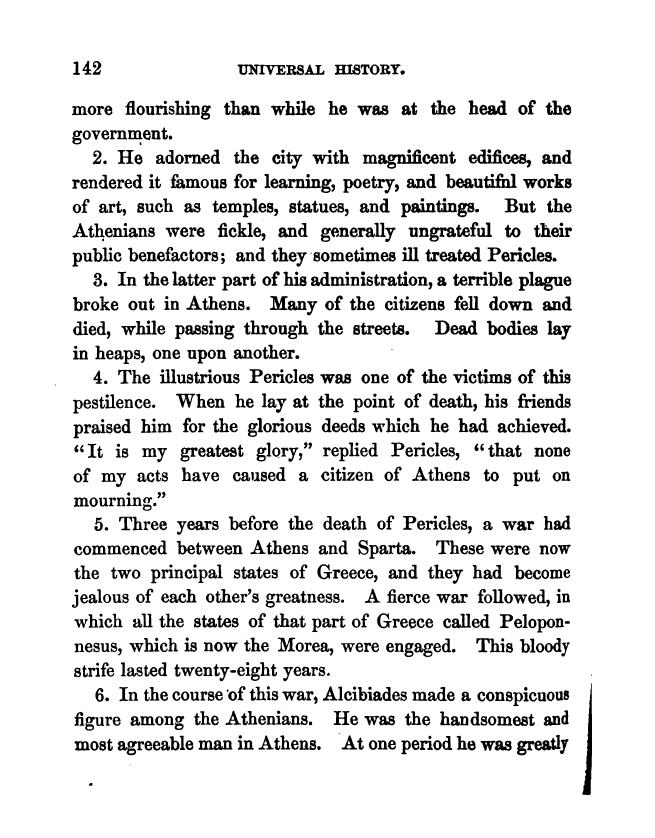 142 UNIVERSAL HISTORY.
more flourishing than while he was at the head of the
government.
2. He adorned the city with magnificent edifices, and
rendered it famous for learning, poetry, and beautiful works
of art, such as temples, statues, and paintings. But the
Athenians were fickle, and generally ungrateful to their
public benefactors; and they sometimes ill treated Pericles.
3. In the latter part of his administration, a terrible plague
broke out in Athens. Many of the citizens fell down and
died, while passing through the streets. Dead bodies lay
in heaps, one upon another.
4. The illustrious Pericles was one of the victims of this
pestilence. When he lay at the point of death, his friends
praised him for the glorious deeds which he had achieved.
“It is my greatest glory,” replied Pericles, “that none
of my acts have caused a citizen of Athens to put on
mourning.”
5. Three years before the death of Pericles, a war had
commenced between Athens and Sparta. These were now
the two principal states of Greece, and they had become
jealous of each other’s greatness. A fierce war followed, in
which all the states of that part of Greece called Pelopon-
nesus, which is now the Morea, were engaged. This bloody
strife lasted twenty-eight years.
6. In the course of this war, Alcibiades made a conspicuous
figure among the Athenians. He was the handsomest and
most agreeable man in Athens. At one period he was greatly